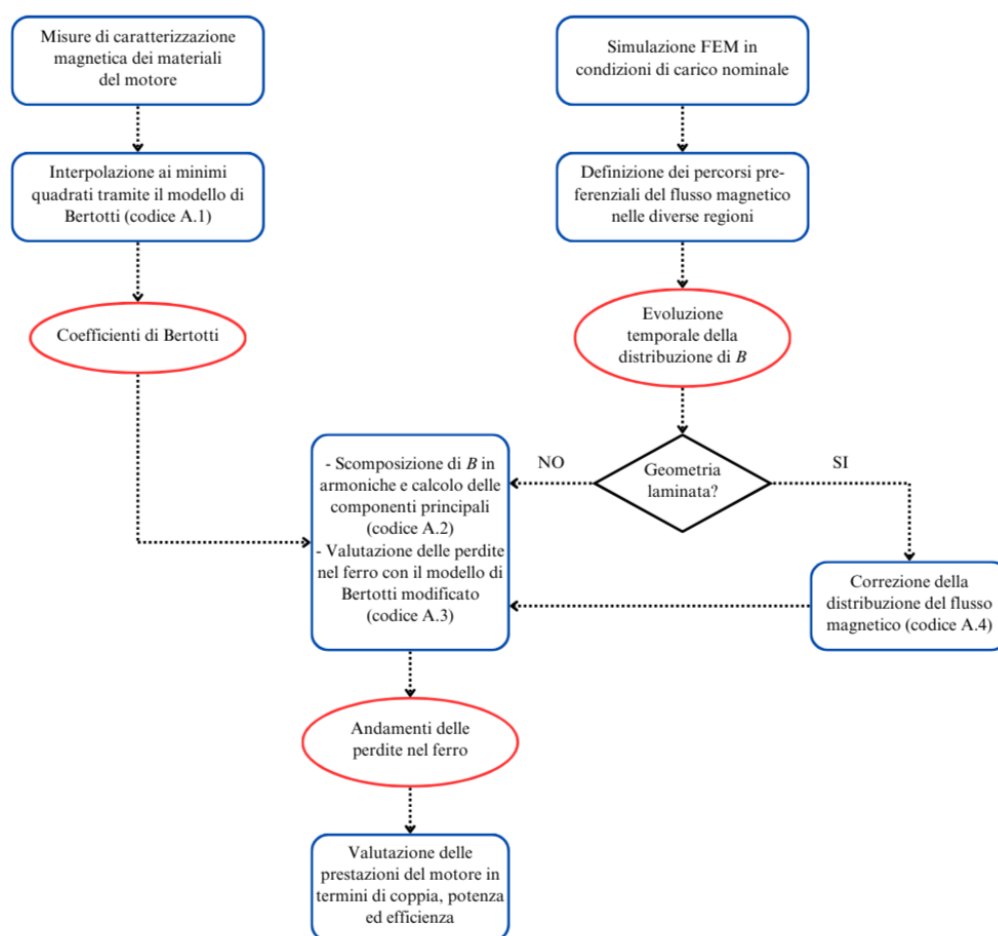 Misure di caratterizzazione
magnetica dei materiali
del motore
Simulazione FEM in
condizioni di carico nominale
Interpolazione ai minimi
quadrati tramite il modello di
Bertotti (codice A.1)
Definizione dei percorsi pre-
ferenziali del flusso magnetico
nelle diverse regioni
Coefficienti di Bertotti
Evoluzione
temporale della
distribuzione di B
- Scomposizione di B in
armoniche e calcolo delle
componenti principali
(codice A.2)
- Valutazione delle perdite
nel ferro con il modello di
Bertotti modificato
(codice A.3)
NO
Geometria
laminata?
SI
Correzione della
distribuzione del flusso
magnetico (codice A.4)
Andamenti delle
perdite nel ferro
Valutazione delle
prestazioni del motore in
termini di coppia, potenza
ed efficienza